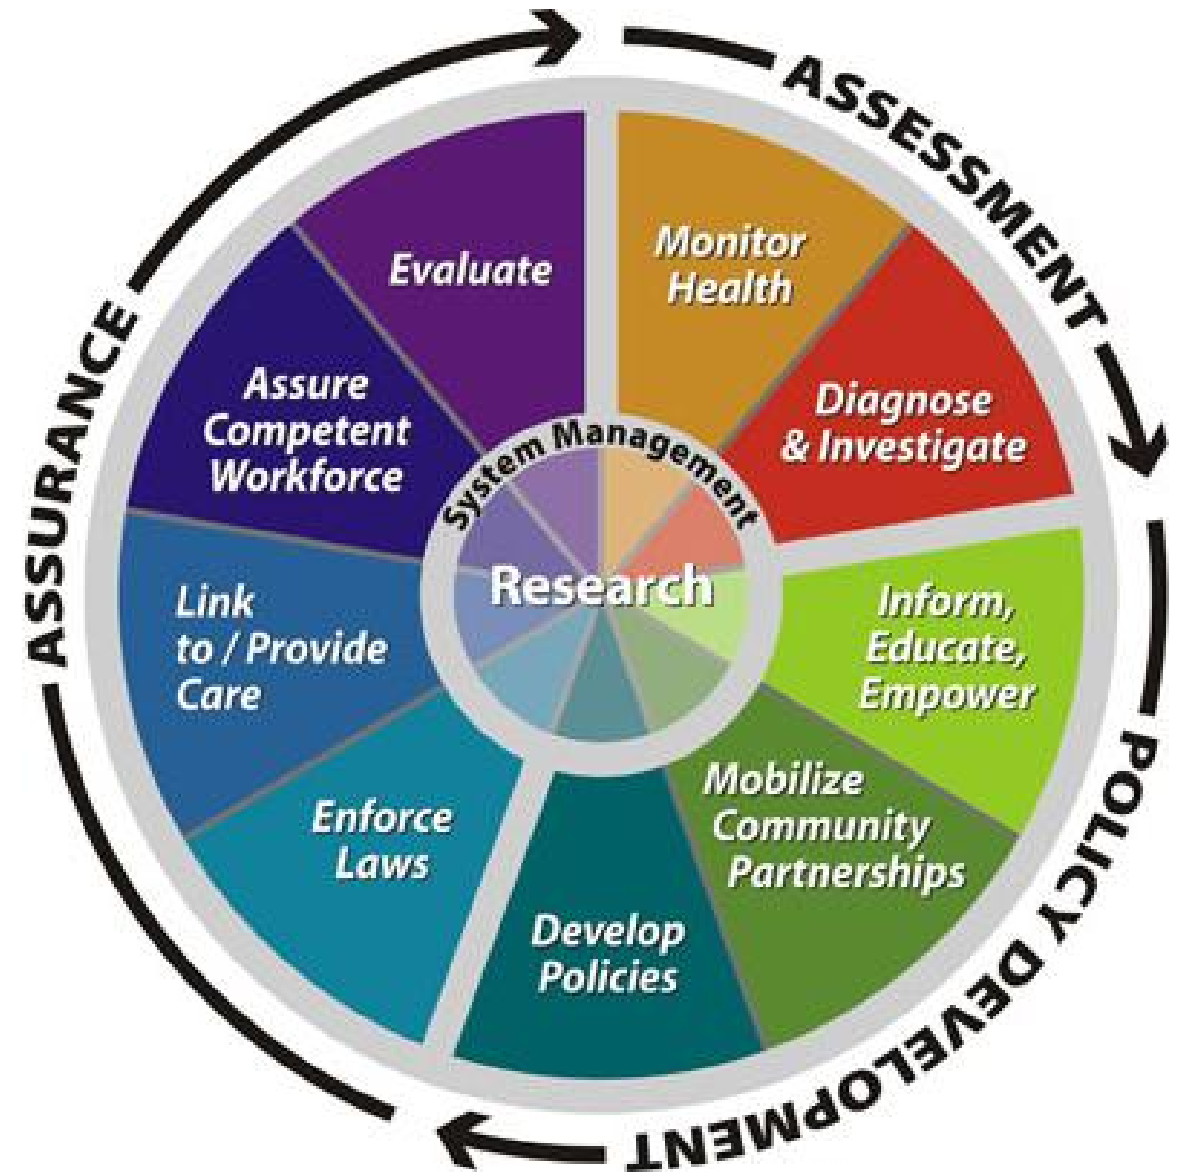 ASSESSMENT
Monitor
Health
Diagnose
& Investigate
POLICY DEVELOPMENT
Inform,
Educate,
Empower
Mobilize
Community
Partnerships
Develop
Policies
ASSURANCE
Enforce
Laws
Link
to / Provide
Care
Assure
Competent
Workforce
Evaluate
System Management
Research